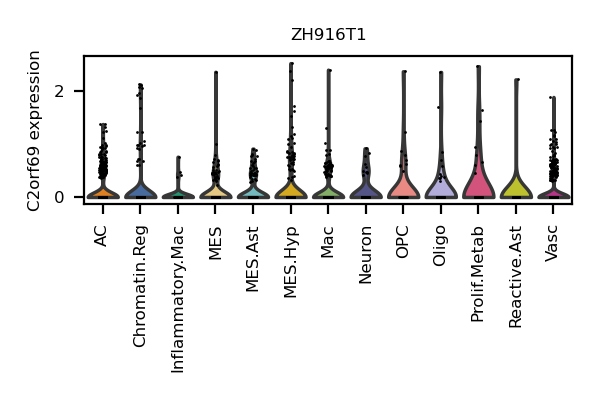 ZH916T1
C2orf69 expression
2
0
AC
Chromatin.Reg
Inflammatory.Mac
MES
MES.Ast
MES.Hyp
Mac
Neuron
OPC
Oligo
Prolif.Metab
Reactive.Ast
Vasc